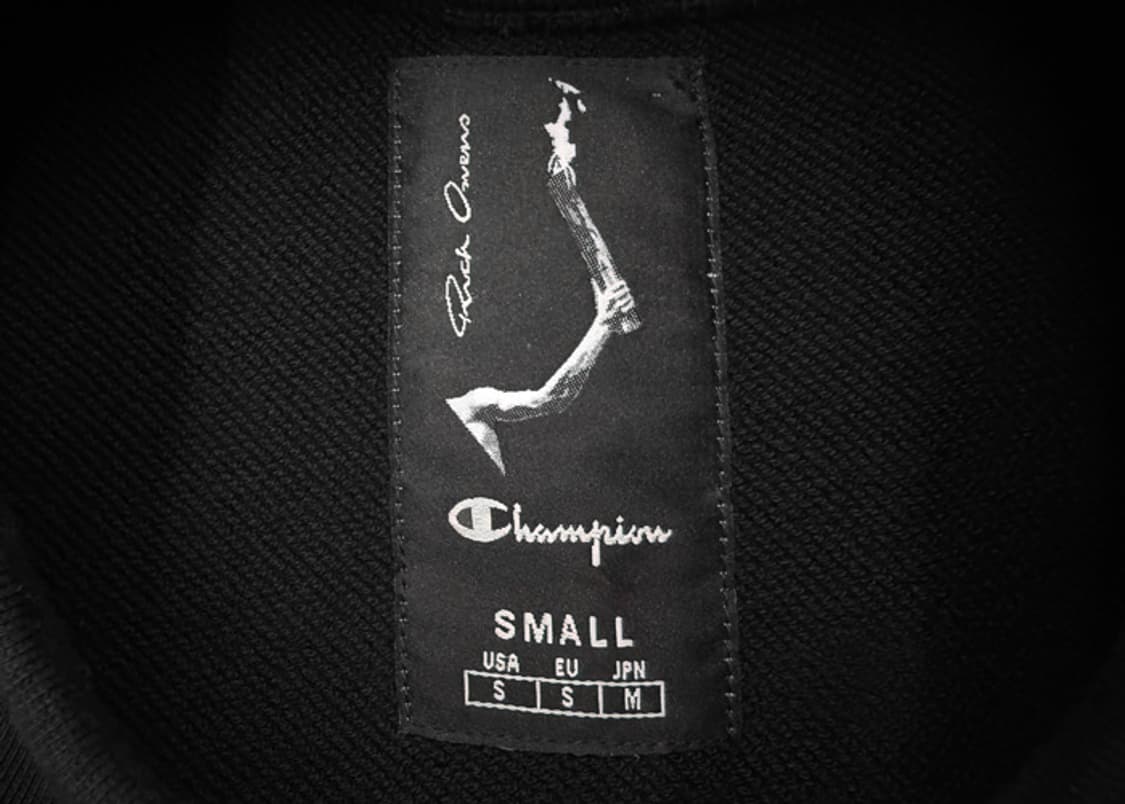 Rick Owens
Champion
SMALL
USA EU JPN
S S M